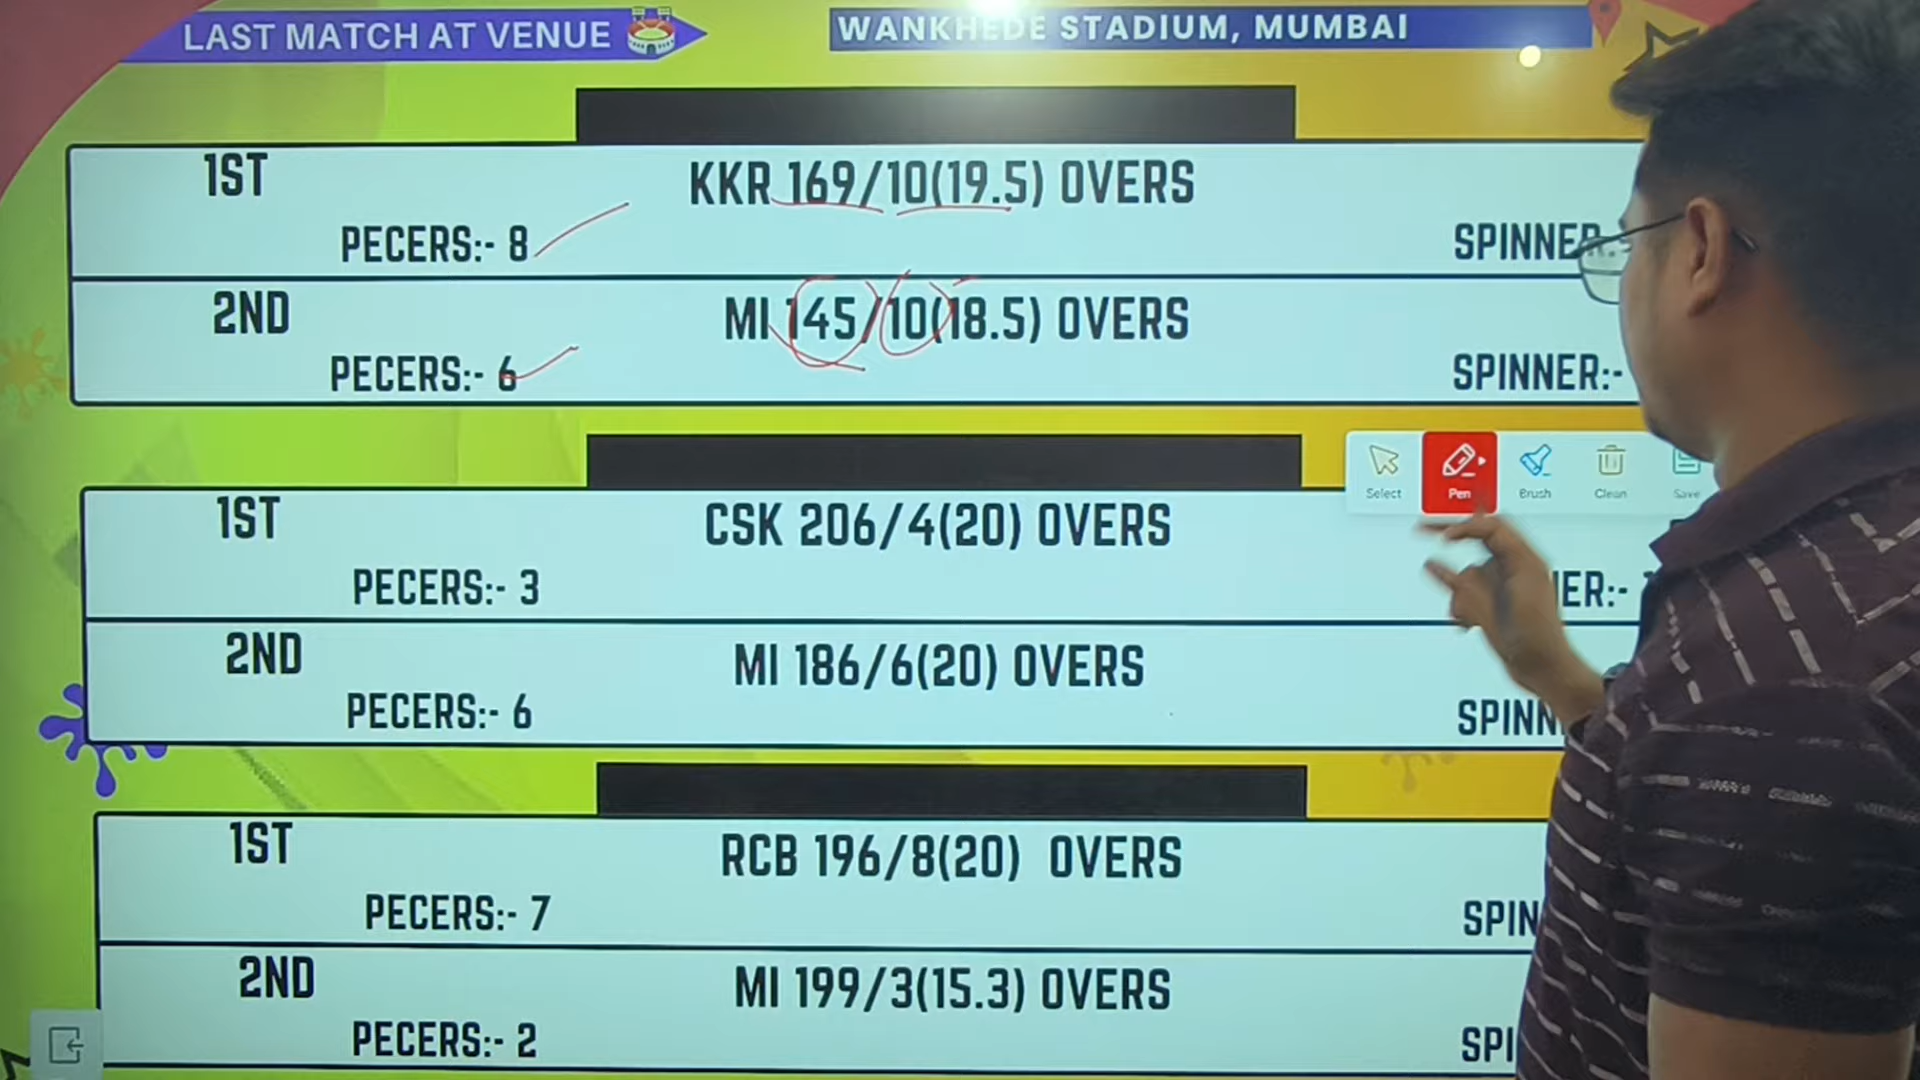 LAST MATCH AT VENUE
WANKHEDE STADIUM, MUMBAI
1ST
KKR 169/10(19.5) OVERS
PECERS:- 8
2ND
MI 145/10(18.5) OVERS
PECERS:- 6
SPINNER:-
Select
Pen
Brush
Clean
Save
1ST
CSK 206/4(20) OVERS
PECERS:- 3
2ND
MI 186/6(20) OVERS
PECERS:- 6
1ST
RCB 196/8(20) OVERS
PECERS:- 7
2ND
MI 199/3(15.3) OVERS
PECERS:- 2